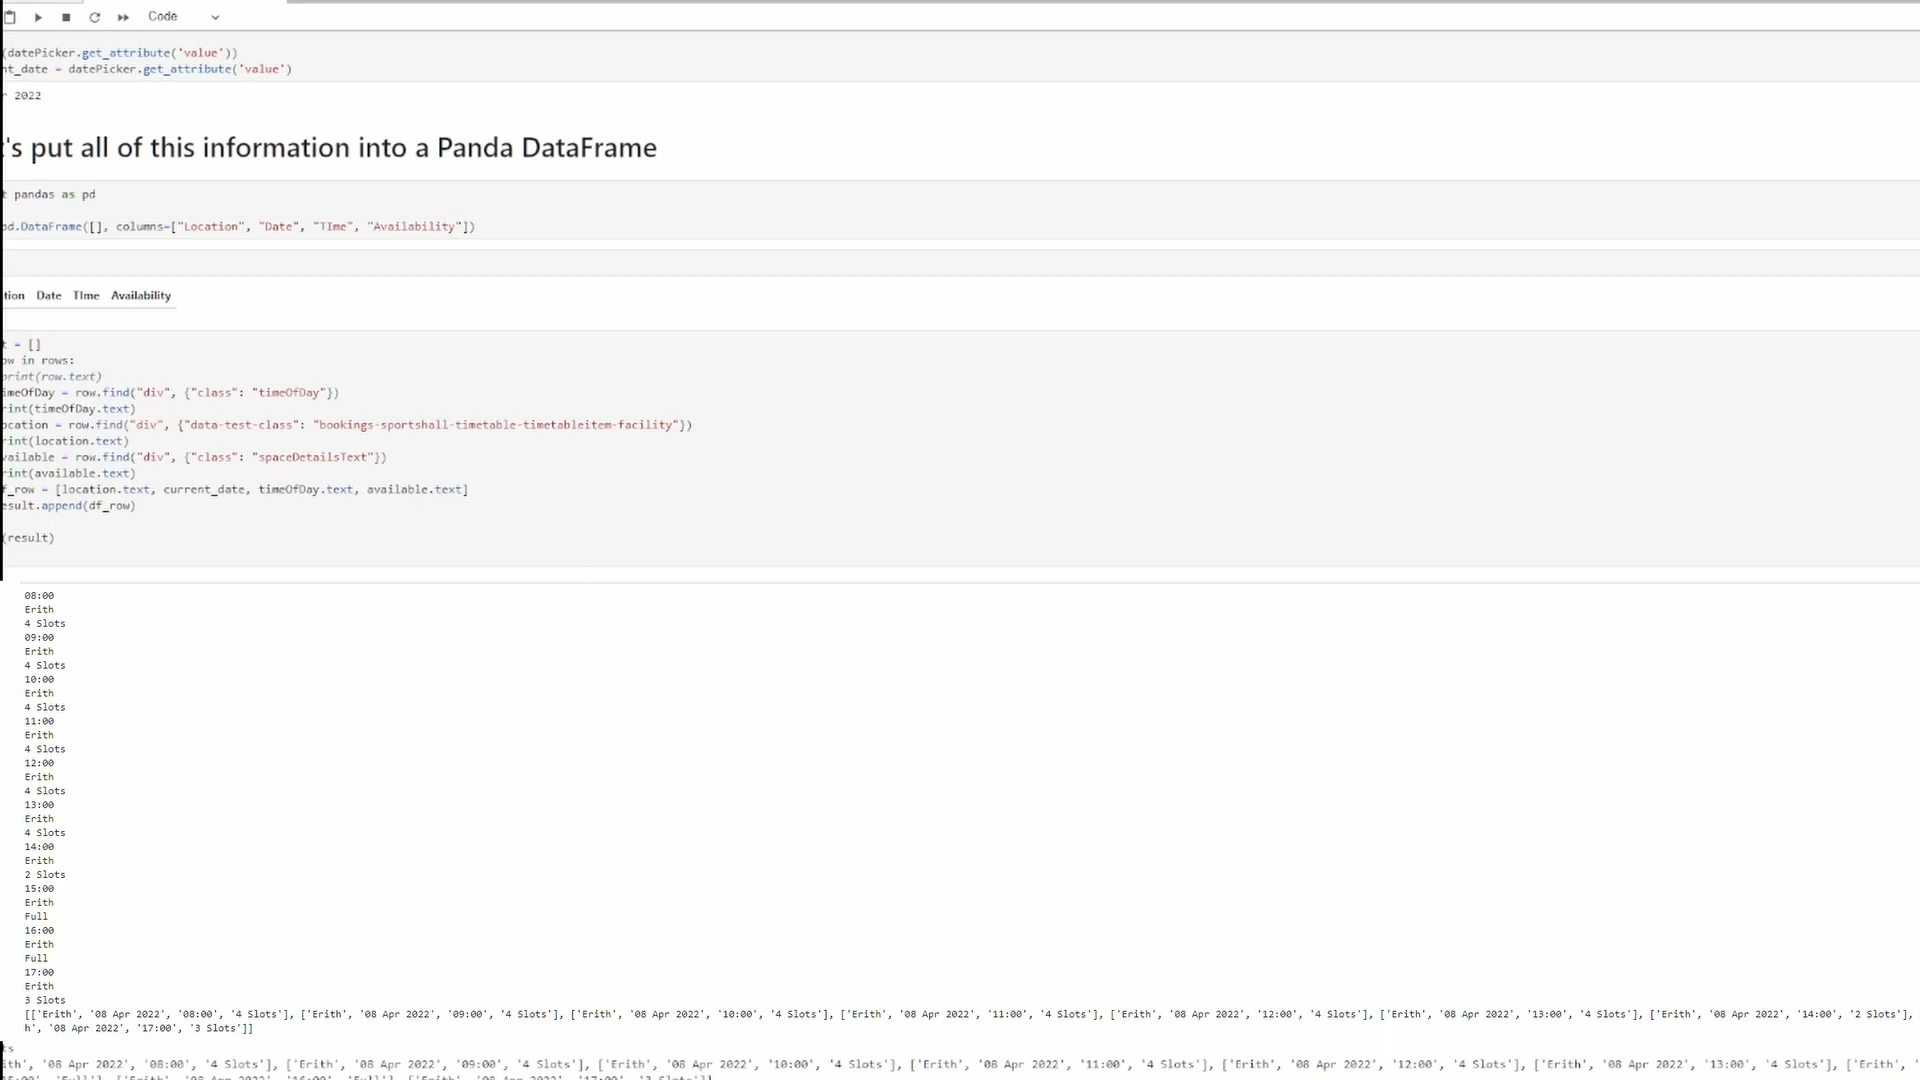 Code
(datePicker.get_attribute('value'))
nt_date = datePicker.get_attribute('value')
r 2022
's put all of this information into a Panda DataFrame
t pandas as pd
pd.DataFrame([], columns=["Location", "Date", "TIme", "Availability"])
tion Date TIme Availability
t = []
ow in rows:
print(row.text)
imeOfDay = row.find("div", {"class": "timeOfDay"})
rint(timeOfDay.text)
ocation = row.find("div", {"data-test-class": "bookings-sportshall-timetable-timetableitem-facility"})
rint(location.text)
vailable = row.find("div", {"class": "spaceDetailsText"})
rint(available.text)
f_row = [location.text, current_date, timeOfDay.text, available.text]
esult.append(df_row)
(result)
08:00
Erith
4 Slots
09:00
Erith
4 Slots
10:00
Erith
4 Slots
11:00
Erith
4 Slots
12:00
Erith
4 Slots
13:00
Erith
4 Slots
14:00
Erith
2 Slots
15:00
Erith
Full
16:00
Erith
Full
17:00
Erith
3 Slots
[['Erith', '08 Apr 2022', '08:00', '4 Slots'], ['Erith', '08 Apr 2022', '09:00', '4 Slots'], ['Erith', '08 Apr 2022', '10:00', '4 Slots'], ['Erith', '08 Apr 2022', '11:00', '4 Slots'], ['Erith', '08 Apr 2022', '12:00', '4 Slots'], ['Erith', '08 Apr 2022', '13:00', '4 Slots'], ['Erith', '08 Apr 2022', '14:00', '2 Slots'],
h', '08 Apr 2022', '17:00', '3 Slots']]
ts
ith', '08 Apr 2022', '08:00', '4 Slots'], ['Erith', '08 Apr 2022', '09:00', '4 Slots'], ['Erith', '08 Apr 2022', '10:00', '4 Slots'], ['Erith', '08 Apr 2022', '11:00', '4 Slots'], ['Erith', '08 Apr 2022', '12:00', '4 Slots'], ['Erith', '08 Apr 2022', '13:00', '4 Slots'], ['Erith', '